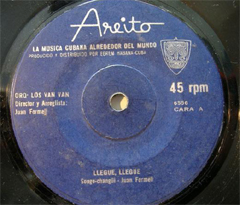 Areito
LA MUSICA CUBANA ALREDEDOR DEL MUNDO
PRODUCIDO Y DISTRIBUIDO POR EGREM HABANA-CUBA
ORQ. LOS VAN VAN
Director y Arreglista:
Juan Formell
45 rpm
6506
CARA A
LLEGUE, LLEGUE
Juan Formell